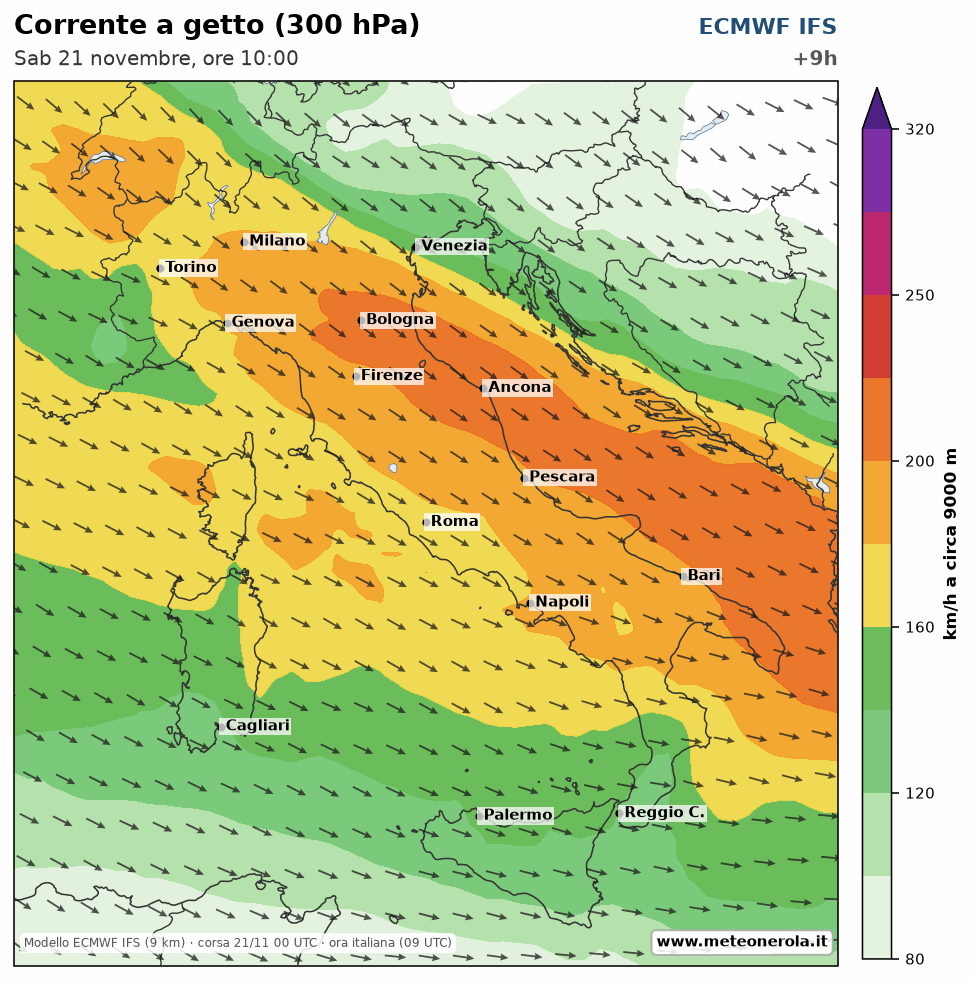 Corrente a getto (300 hPa)
ECMWF IFS
Sab 21 novembre, ore 10:00
+9h
320
Milano
Venezia
Torino
250
Bologna
Genova
Firenze
Ancona
200
Pescara
Roma
Bari
Napoli
160
km/h a circa 9000 m
Cagliari
120
Palermo
Reggio C.
Modello ECMWF IFS (9 km) · corsa 21/11 00 UTC · ora italiana (09 UTC)
www.meteonerola.it
80